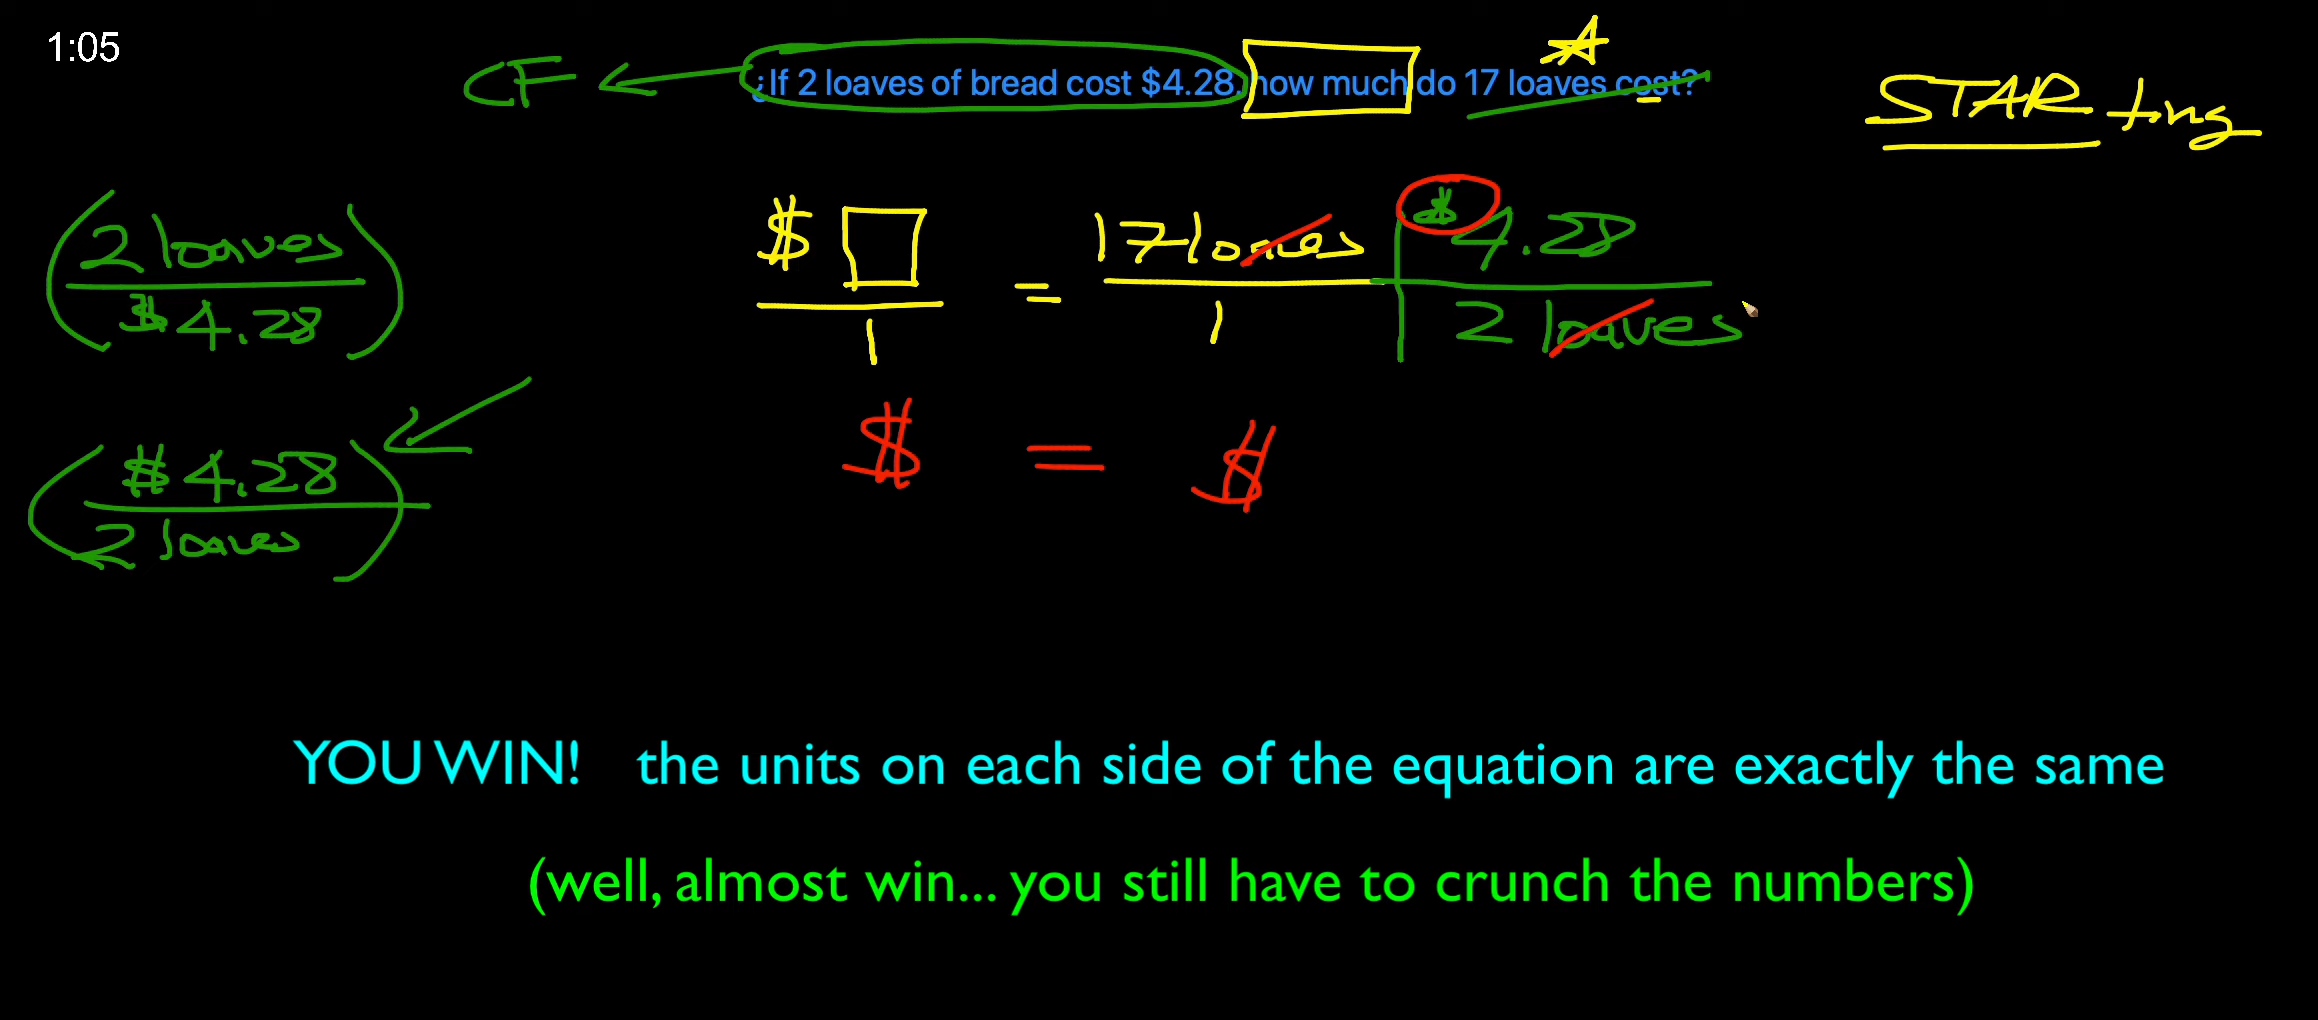 1:05
CF
¿If 2 loaves of bread cost $4.28, how much do 17 loaves cost?
STARting
2 loaves
$4.28
$ = 17 loaves $4.28
1 1 2 loaves
$ = $
$4.28
2 loaves
YOU WIN! the units on each side of the equation are exactly the same
(well, almost win... you still have to crunch the numbers)